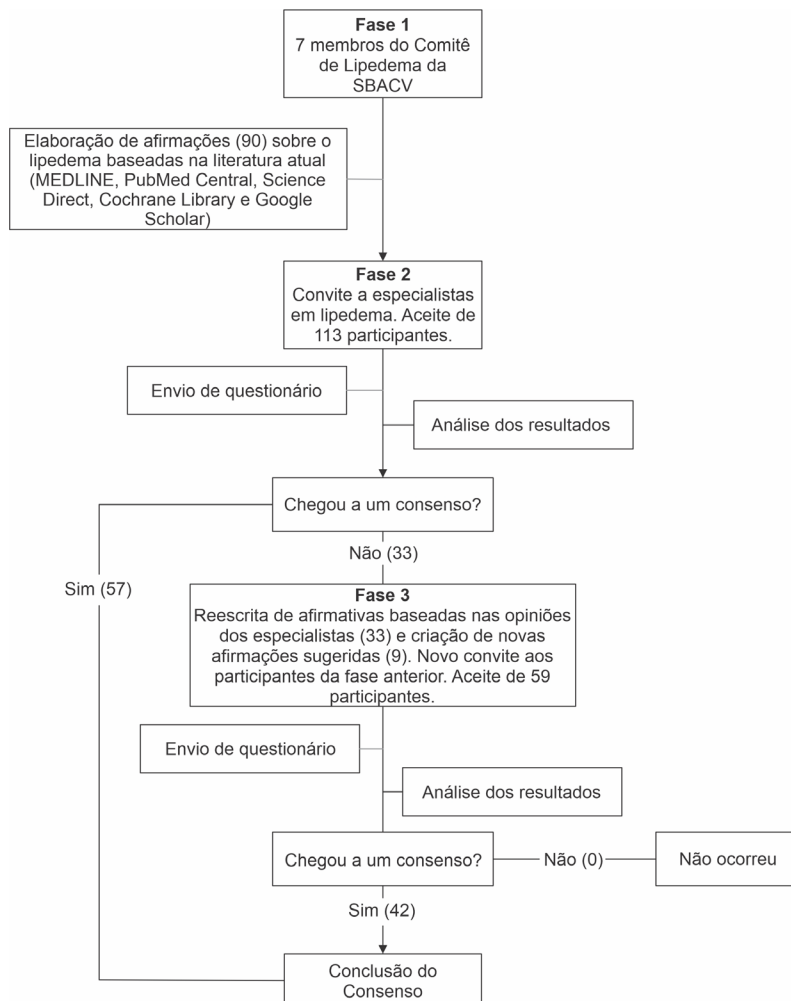 Fase 1
7 membros do Comitê
de Lipedema da
SBACV
Elaboração de afirmações (90) sobre o
lipedema baseadas na literatura atual
(MEDLINE, PubMed Central, Science
Direct, Cochrane Library e Google
Scholar)
Fase 2
Convite a especialistas
em lipedema. Aceite de
113 participantes.
Envio de questionário
Análise dos resultados
Chegou a um consenso?
Não (33)
Sim (57)
Fase 3
Reescrita de afirmativas baseadas nas opiniões
dos especialistas (33) e criação de novas
afirmações sugeridas (9). Novo convite aos
participantes da fase anterior. Aceite de 59
participantes.
Envio de questionário
Análise dos resultados
Chegou a um consenso?
Não (0)
Não ocorreu
Sim (42)
Conclusão do
Consenso